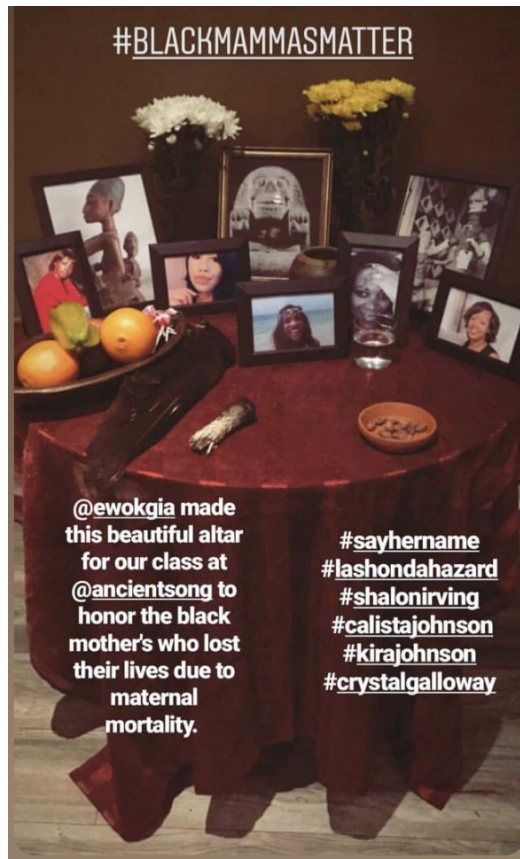 #BLACKMAMMASMATTER
@ewokgia made
this beautiful altar
for our class at
@ancientsong to
honor the black
mother's who lost
their lives due to
maternal
mortality.
#sayhername
#lashondahazard
#shalonirving
#calistajohnson
#kirajohnson
#crystalgalloway